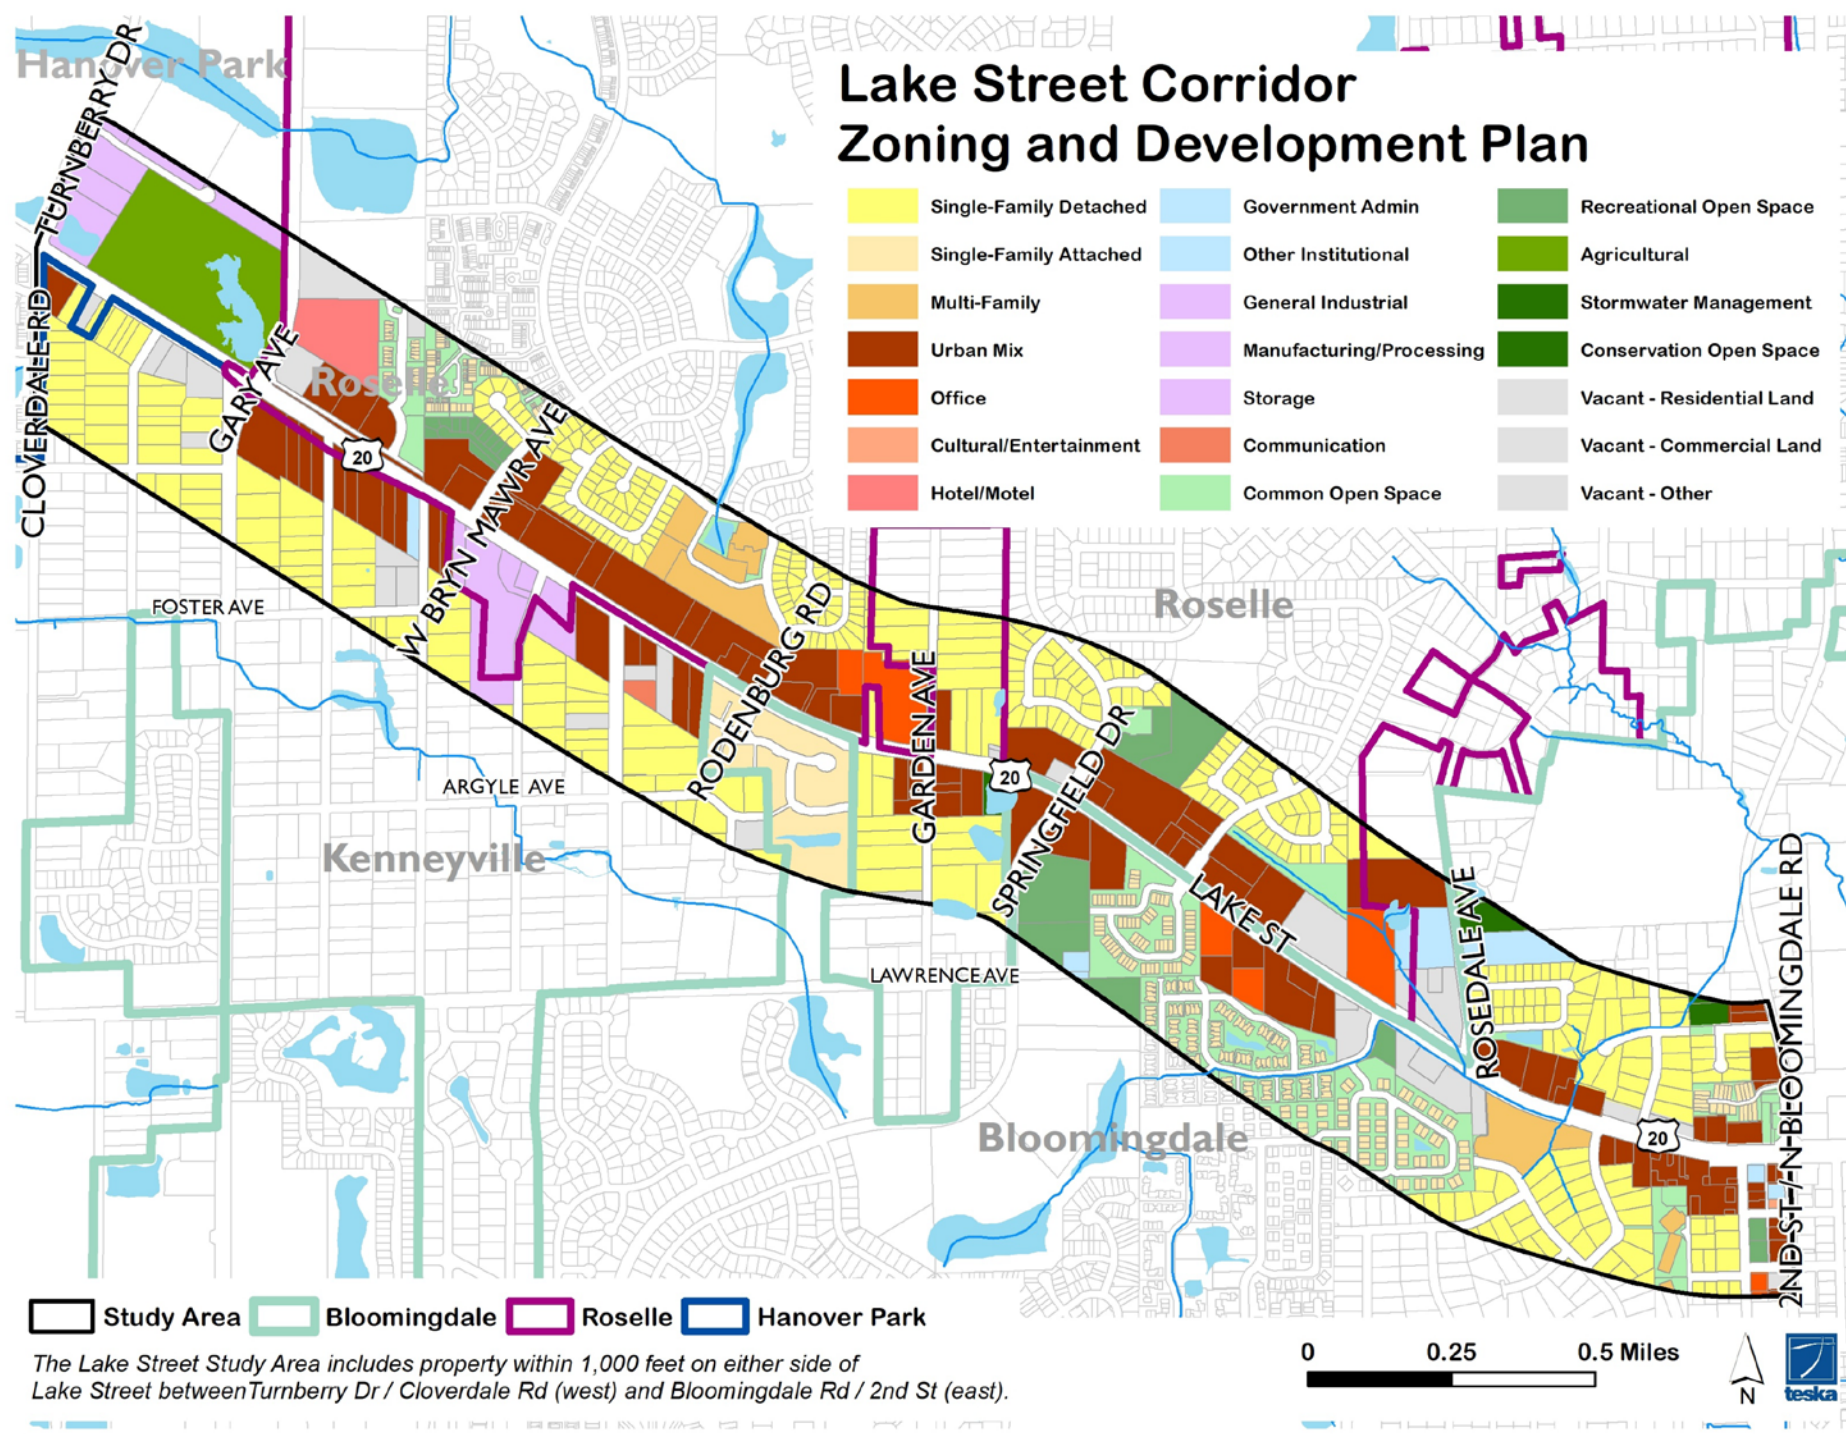 Hanover Park
TURNBERRY DR
Lake Street Corridor
Zoning and Development Plan
Single-Family Detached
Single-Family Attached
Multi-Family
Urban Mix
Office
Cultural/Entertainment
Hotel/Motel
Government Admin
Other Institutional
General Industrial
Manufacturing/Processing
Storage
Communication
Common Open Space
Recreational Open Space
Agricultural
Stormwater Management
Conservation Open Space
Vacant - Residential Land
Vacant - Commercial Land
Vacant - Other
CLOVERDALE RD
GARY AVE
Roselle
20
W BRYN MAWR AVE
FOSTER AVE
Roselle
RODENBURG RD
GARDEN AVE
20
SPRINGFIELD DR
ARGYLE AVE
Kenneyville
LAKE ST
LAWRENCE AVE
ROSEDALE AVE
2ND ST / N BLOOMINGDALE RD
Bloomingdale
20
Study Area
Bloomingdale
Roselle
Hanover Park
The Lake Street Study Area includes property within 1,000 feet on either side of
Lake Street between Turnberry Dr / Cloverdale Rd (west) and Bloomingdale Rd / 2nd St (east).
0 0.25 0.5 Miles
N
teska